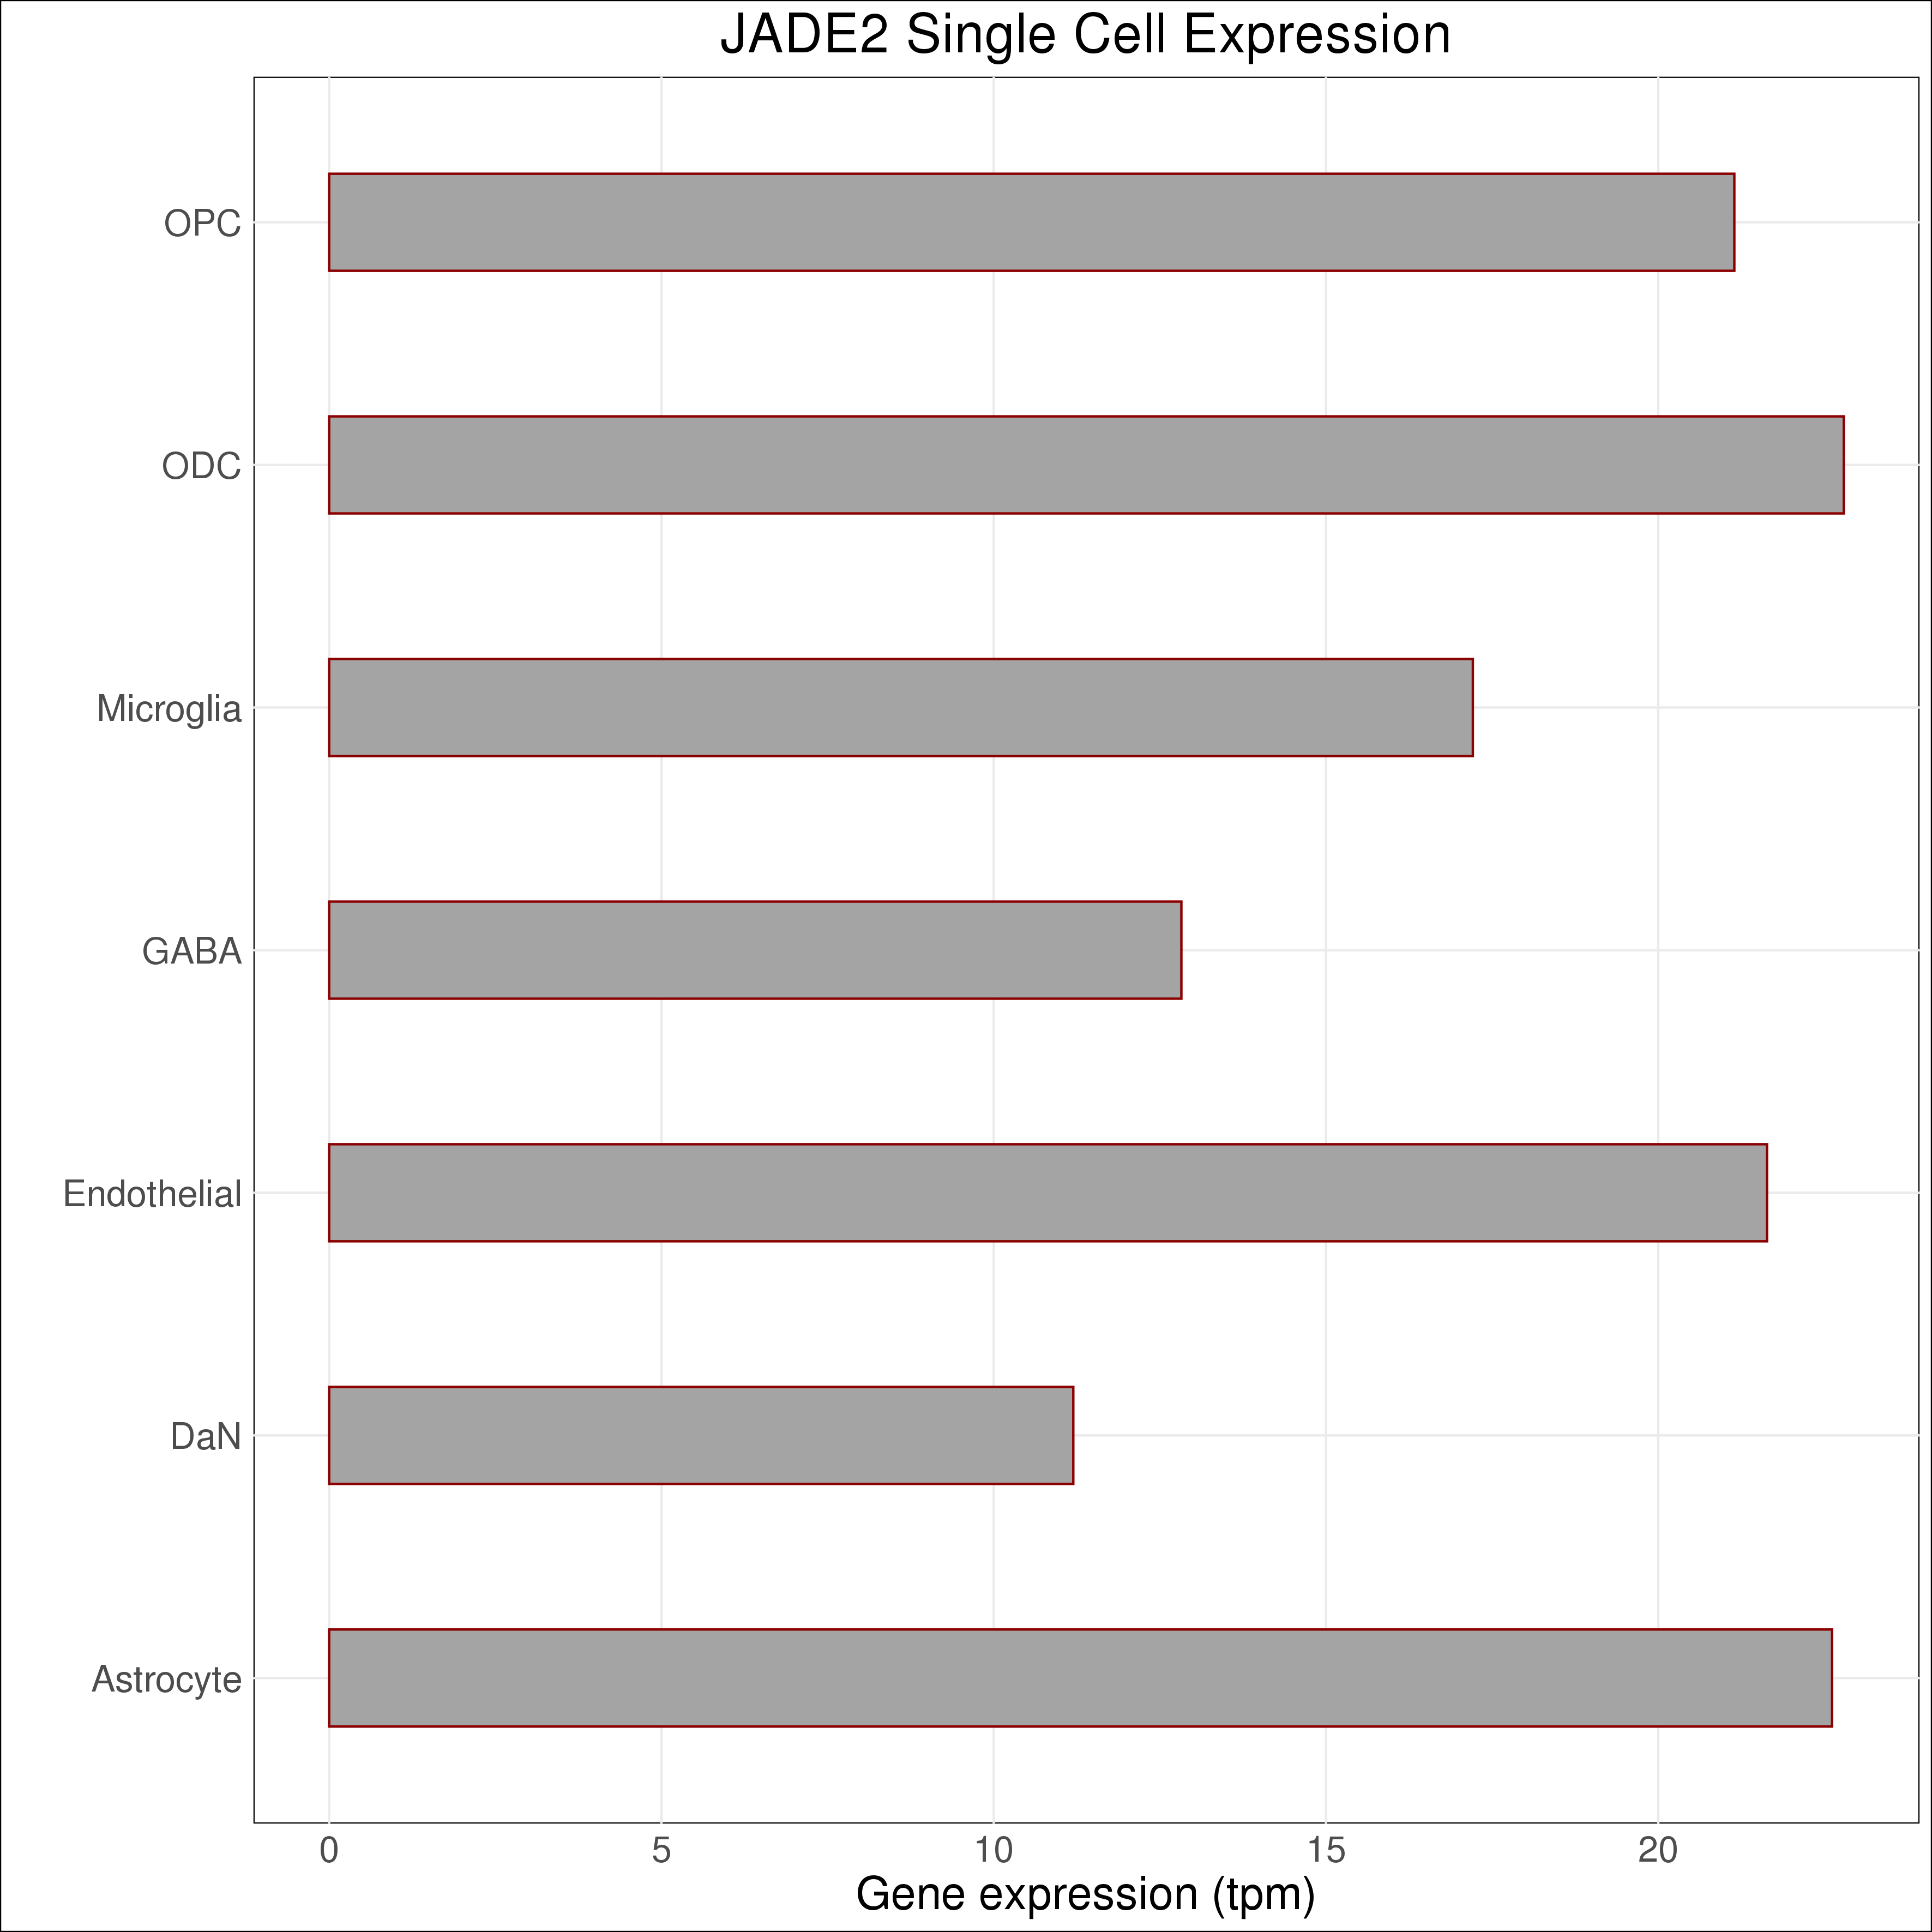 JADE2 Single Cell Expression
OPC
ODC
Microglia
GABA
Endothelial
DaN
Astrocyte
0 5 10 15 20
Gene expression (tpm)